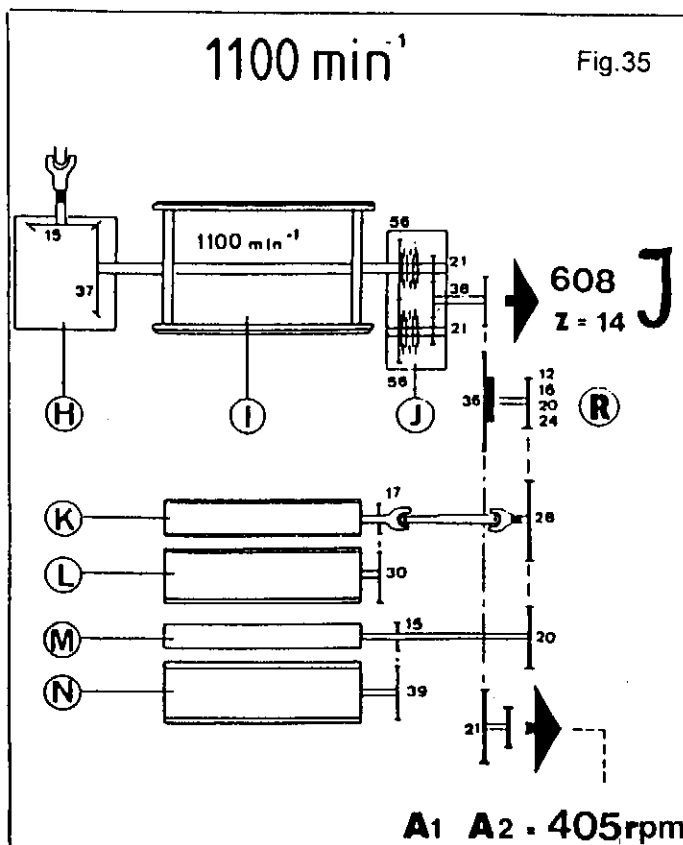 1100 min⁻¹
Fig.35
15
37
1100 min⁻¹
56
21
38
21
56
608
z = 14
J
H
I
J
36
12
16
20
24
R
K
17
28
L
30
M
15
20
N
39
21
A1 A2 = 405rpm